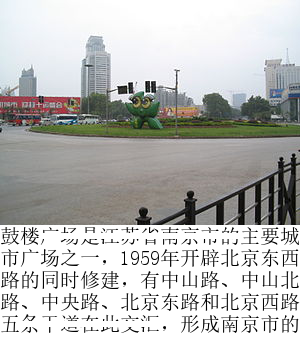 鼓楼广场是江苏省南京市的主要城
市广场之一，1959年开辟北京东西
路的同时修建，有中山路、中山北
路、中央路、北京东路和北京西路
五条干道在此交汇，形成南京市的